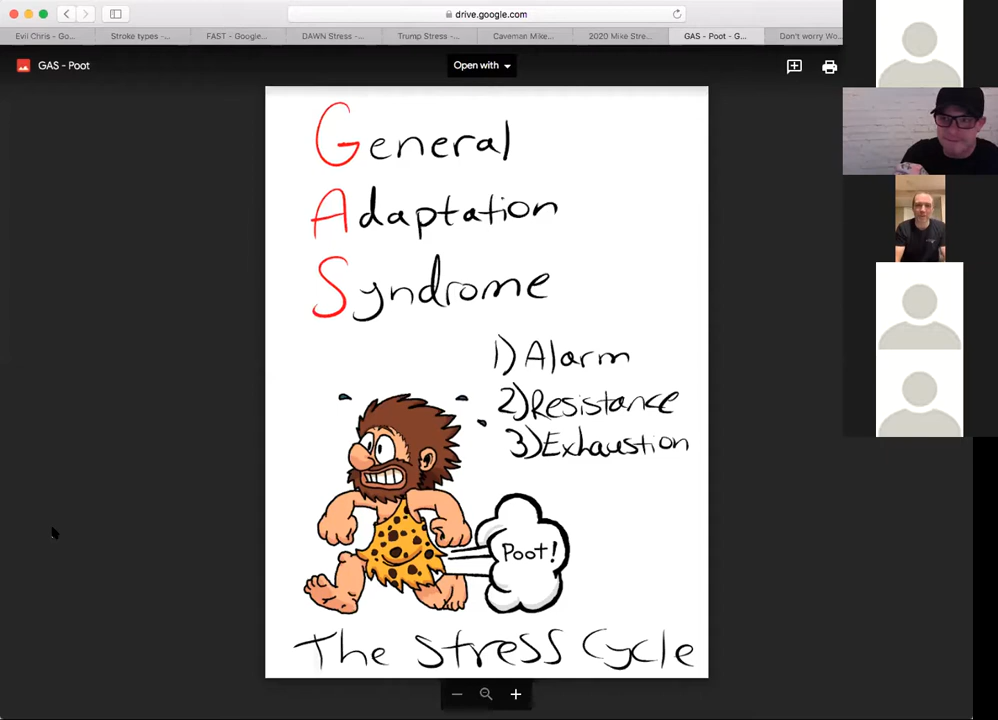 drive.google.com
Evil Chris - Go...
Stroke types -...
FAST - Google...
DAWN Stress -...
Trump Stress -...
Caveman Mike...
2020 Mike Stre...
GAS - Poot - G...
Don't worry Wo...
GAS - Poot
Open with
General
Adaptation
Syndrome
1) Alarm
2) Resistance
3) Exhaustion
Poot!
The Stress Cycle